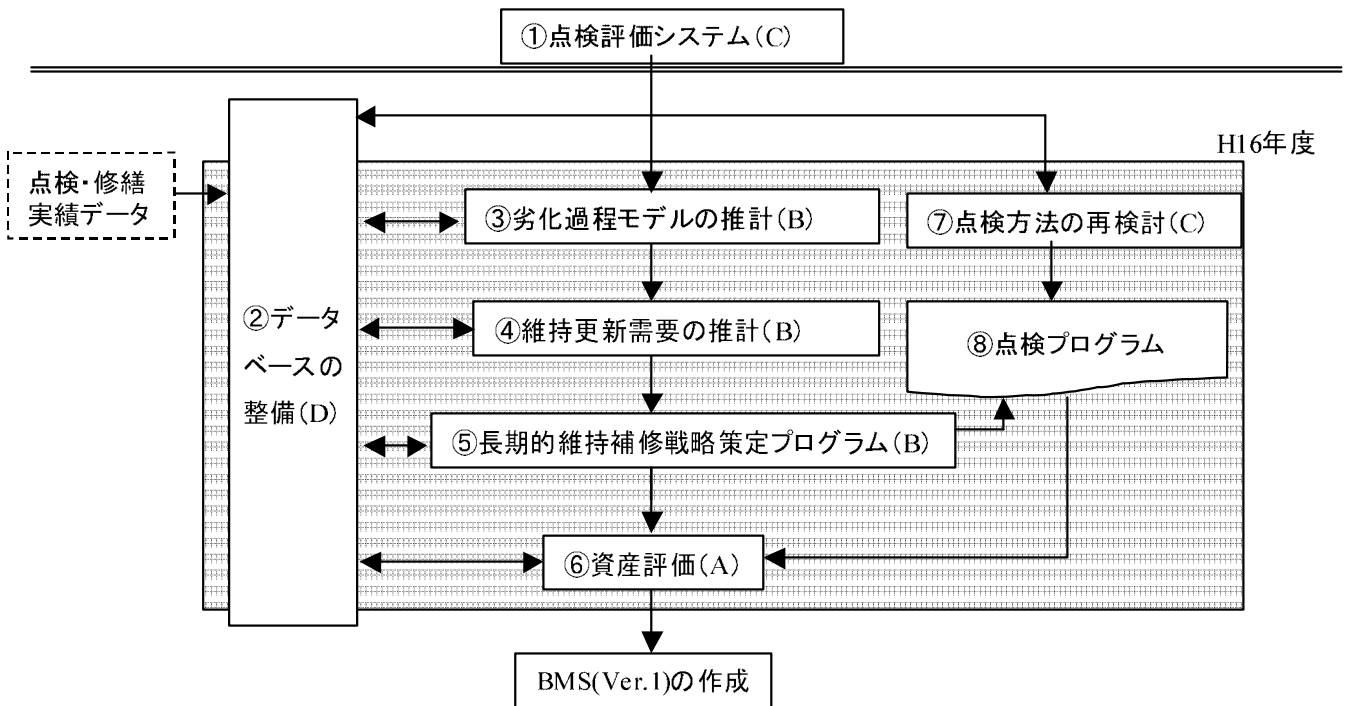 ①点検評価システム(C)
H16年度
点検・修繕
実績データ
③劣化過程モデルの推計(B)
⑦点検方法の再検討(C)
②データ
ベースの
整備(D)
④維持更新需要の推計(B)
⑧点検プログラム
⑤長期的維持補修戦略策定プログラム(B)
⑥資産評価(A)
BMS(Ver.1)の作成